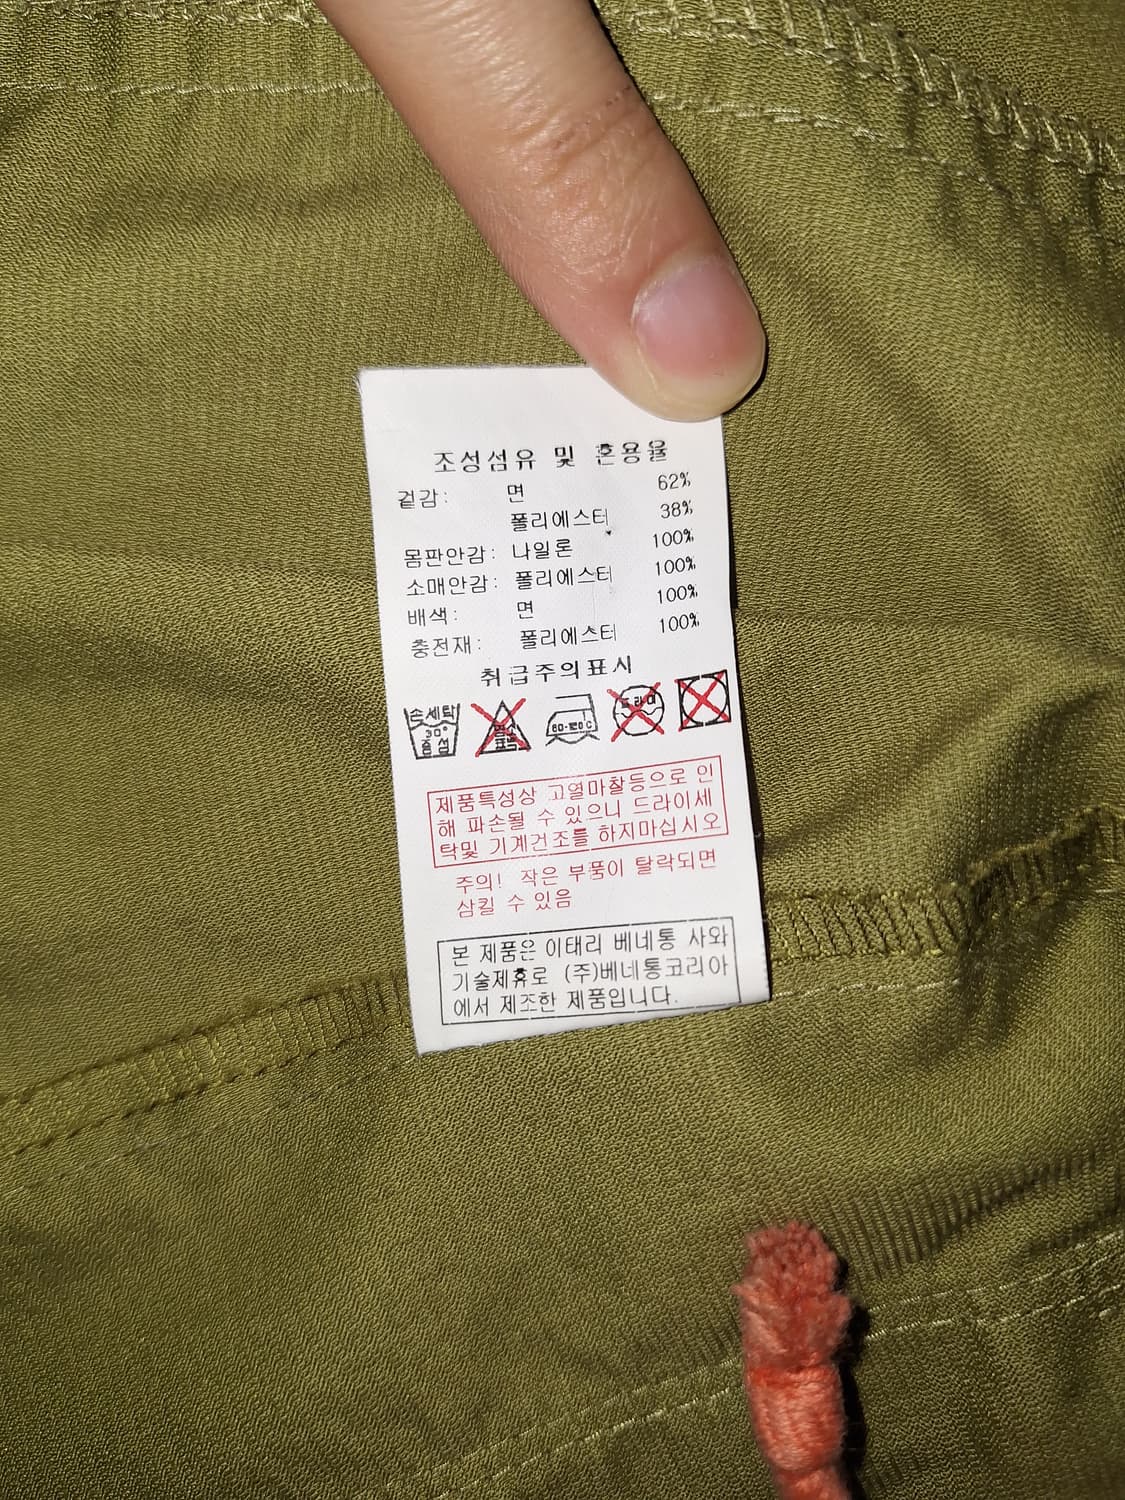 조성섬유 및 혼용율
겉감: 면 62%
폴리에스터 38%
몸판안감: 나일론 100%
소매안감: 폴리에스터 100%
배색: 면 100%
충전재: 폴리에스터 100%
취급주의표시
손세탁 30° 중성
표백
80-120C
드라이
제품특성상 고열마찰등으로 인
해 파손될 수 있으니 드라이세
탁및 기계건조를 하지마십시오
주의! 작은 부품이 탈락되면
삼킬 수 있음
본 제품은 이태리 베네통 사와
기술제휴로 (주)베네통코리아
에서 제조한 제품입니다.